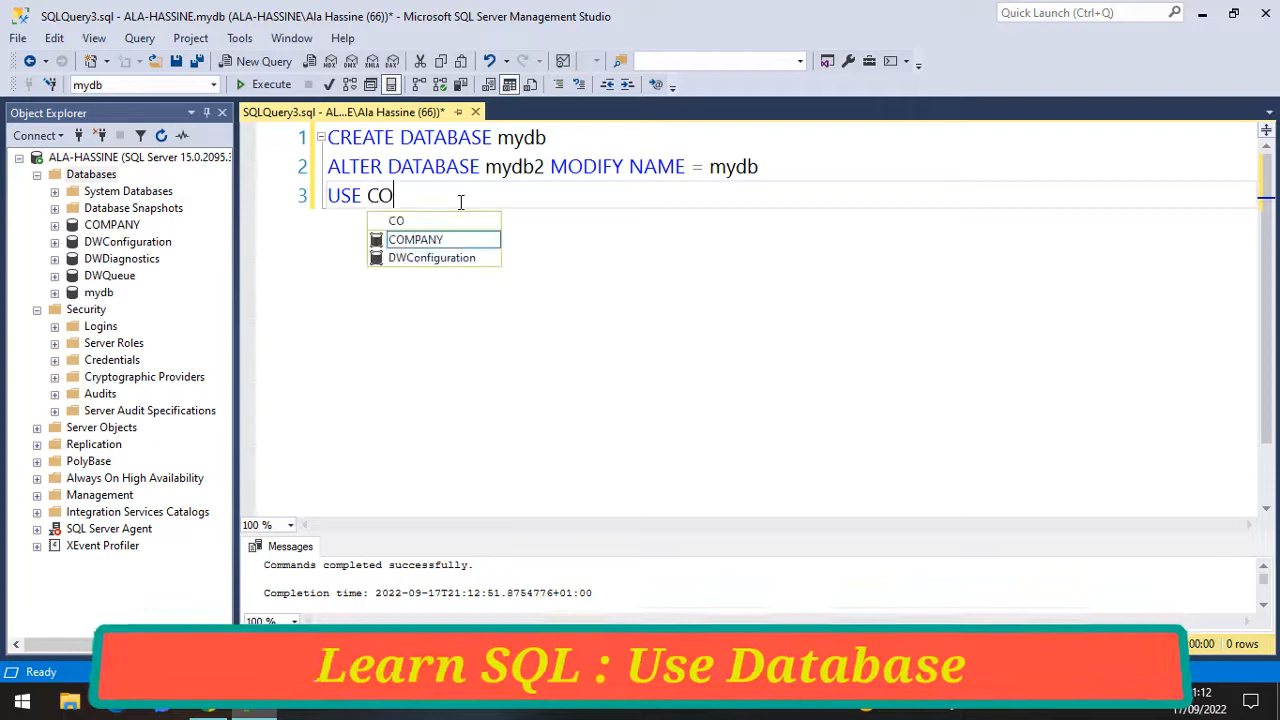 SQLQuery3.sql - ALA-HASSINE.mydb (ALA-HASSINE\Ala Hassine (66))* - Microsoft SQL Server Management Studio
Quick Launch (Ctrl+Q)
File Edit View Query Project Tools Window Help
New Query
MDX DMX XMLA DAX
mydb
Execute
Object Explorer
SQLQuery3.sql - AL...E\Ala Hassine (66))*
Connect
ALA-HASSINE (SQL Server 15.0.2095.3
Databases
System Databases
Database Snapshots
COMPANY
DWConfiguration
DWDiagnostics
DWQueue
mydb
Security
Logins
Server Roles
Credentials
Cryptographic Providers
Audits
Server Audit Specifications
Server Objects
Replication
PolyBase
Always On High Availability
Management
Integration Services Catalogs
SQL Server Agent
XEvent Profiler
1 CREATE DATABASE mydb
2 ALTER DATABASE mydb2 MODIFY NAME = mydb
3 USE CO
CO
COMPANY
DWConfiguration
100 %
Messages
Commands completed successfully.
Completion time: 2022-09-17T21:12:51.8754776+01:00
100 %
:00:00 0 rows
Ready
Learn SQL : Use Database
17/09/2022